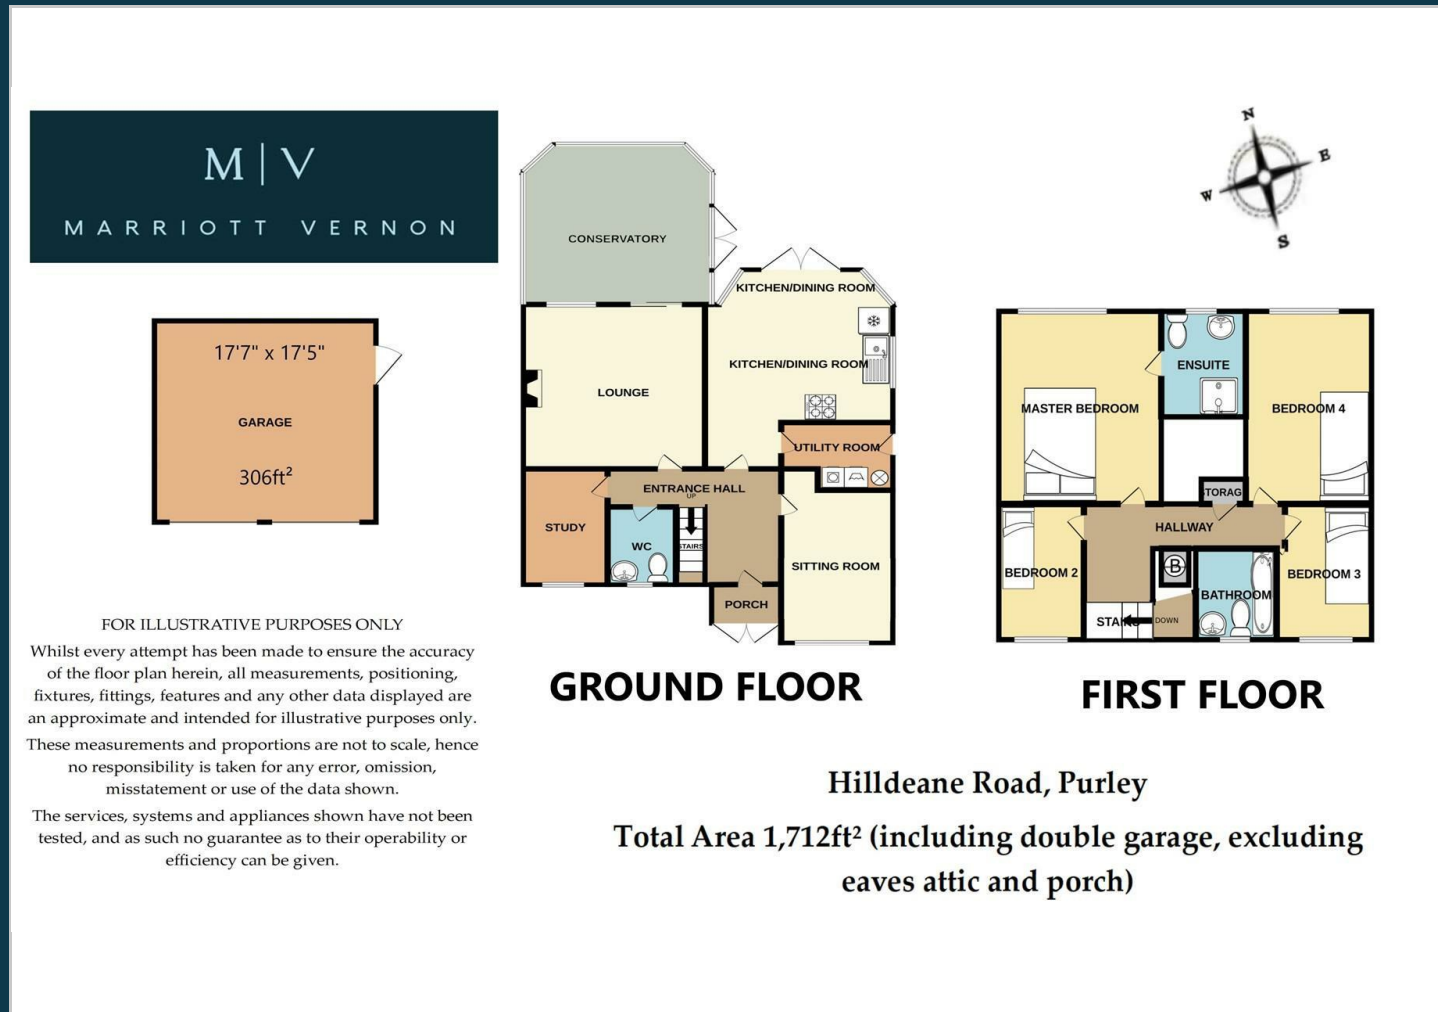 M | V
MARRIOTT VERNON
17'7" x 17'5"
GARAGE
306ft²
FOR ILLUSTRATIVE PURPOSES ONLY
Whilst every attempt has been made to ensure the accuracy
of the floor plan herein, all measurements, positioning,
fixtures, fittings, features and any other data displayed are
an approximate and intended for illustrative purposes only.
These measurements and proportions are not to scale, hence
no responsibility is taken for any error, omission,
misstatement or use of the data shown.
The services, systems and appliances shown have not been
tested, and as such no guarantee as to their operability or
efficiency can be given.
CONSERVATORY
KITCHEN/DINING ROOM
KITCHEN/DINING ROOM
LOUNGE
UTILITY ROOM
ENTRANCE HALL
UP
STUDY
WC
STAIRS
SITTING ROOM
PORCH
GROUND FLOOR
N
E
W
S
ENSUITE
MASTER BEDROOM
BEDROOM 4
TORAG
HALLWAY
BEDROOM 2
B
BEDROOM 3
BATHROOM
STAIRS
DOWN
FIRST FLOOR
Hilldeane Road, Purley
Total Area 1,712ft² (including double garage, excluding
eaves attic and porch)